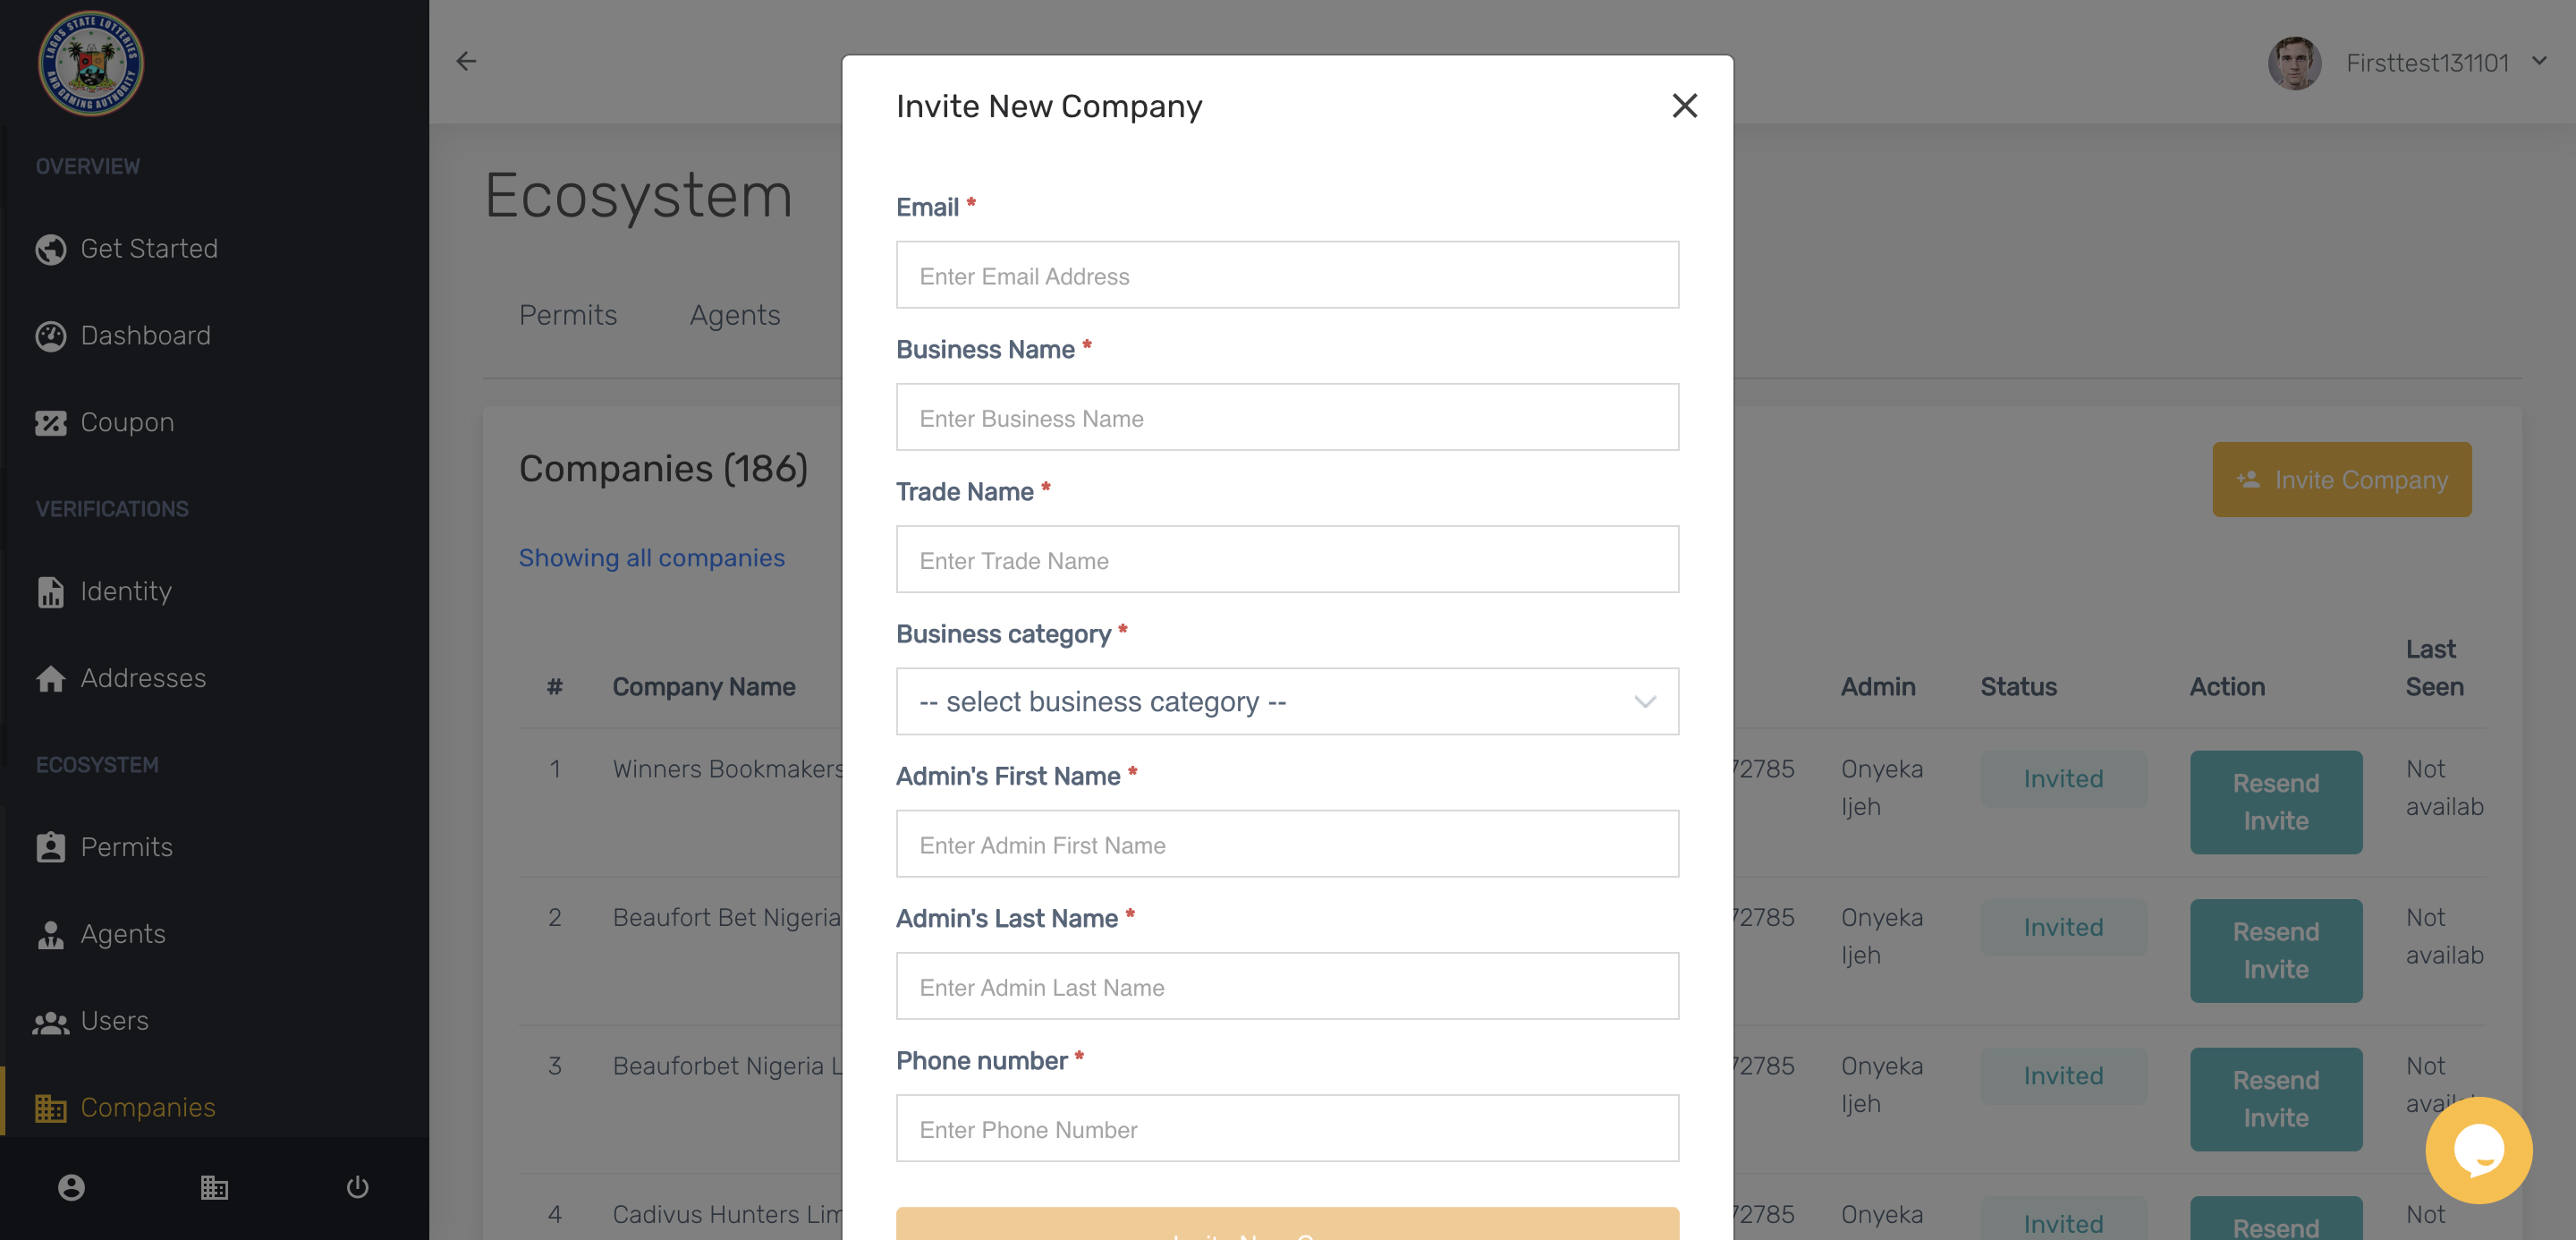 LAGOS STATE LOTTERIES
AND GAMING AUTHORITY
OVERVIEW
Get Started
Dashboard
Coupon
VERIFICATIONS
Identity
Addresses
ECOSYSTEM
Permits
Agents
Users
Companies
Firsttest131101
Ecosystem
Permits Agents
Companies (186)
Invite Company
Showing all companies
# Company Name Admin Status Action Last Seen
1 Winners Bookmakers 72785 Onyeka Ijeh Invited Resend Invite Not availab
2 Beaufort Bet Nigeria 72785 Onyeka Ijeh Invited Resend Invite Not availab
3 Beauforbet Nigeria L 72785 Onyeka Ijeh Invited Resend Invite Not
4 Cadivus Hunters Lim 72785 Onyeka Invited Resend Not
Invite New Company
Email *
Enter Email Address
Business Name *
Enter Business Name
Trade Name *
Enter Trade Name
Business category *
-- select business category --
Admin's First Name *
Enter Admin First Name
Admin's Last Name *
Enter Admin Last Name
Phone number *
Enter Phone Number